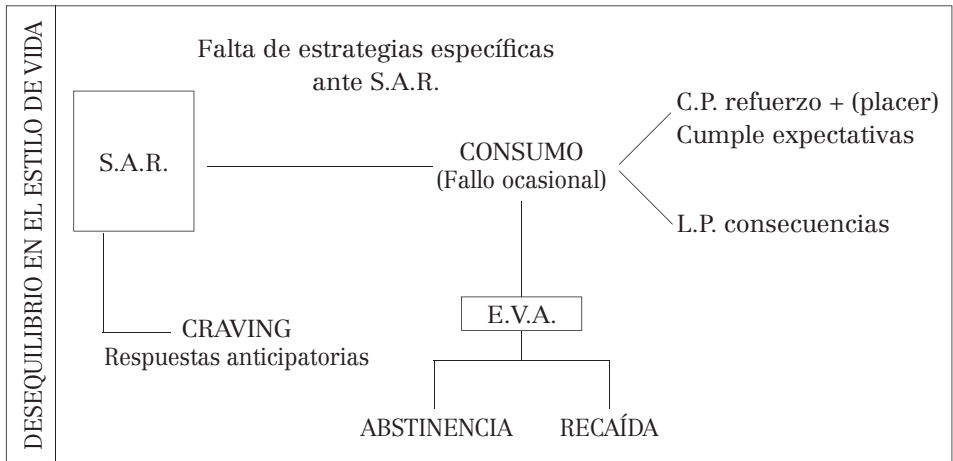 DESEQUILIBRIO EN EL ESTILO DE VIDA
Falta de estrategias específicas
ante S.A.R.
S.A.R.
CONSUMO
(Fallo ocasional)
C.P. refuerzo + (placer)
Cumple expectativas
L.P. consecuencias
E.V.A.
CRAVING
Respuestas anticipatorias
ABSTINENCIA
RECAÍDA